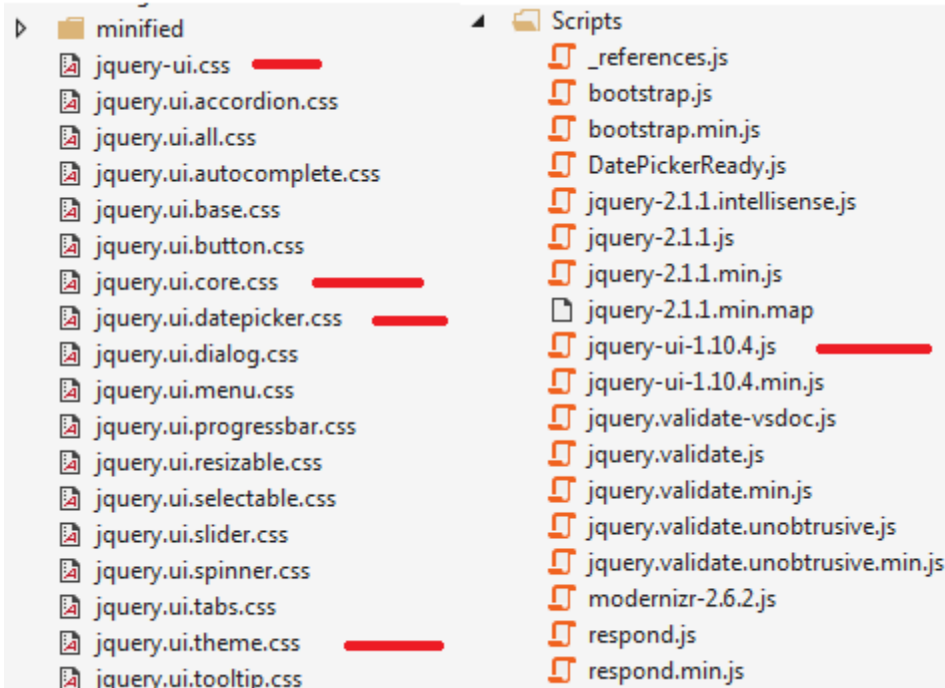 minified
jquery-ui.css
jquery.ui.accordion.css
jquery.ui.all.css
jquery.ui.autocomplete.css
jquery.ui.base.css
jquery.ui.button.css
jquery.ui.core.css
jquery.ui.datepicker.css
jquery.ui.dialog.css
jquery.ui.menu.css
jquery.ui.progressbar.css
jquery.ui.resizable.css
jquery.ui.selectable.css
jquery.ui.slider.css
jquery.ui.spinner.css
jquery.ui.tabs.css
jquery.ui.theme.css
jquery.ui.tooltip.css
Scripts
_references.js
bootstrap.js
bootstrap.min.js
DatePickerReady.js
jquery-2.1.1.intellisense.js
jquery-2.1.1.js
jquery-2.1.1.min.js
jquery-2.1.1.min.map
jquery-ui-1.10.4.js
jquery-ui-1.10.4.min.js
jquery.validate-vsdoc.js
jquery.validate.js
jquery.validate.min.js
jquery.validate.unobtrusive.js
jquery.validate.unobtrusive.min.js
modernizr-2.6.2.js
respond.js
respond.min.js